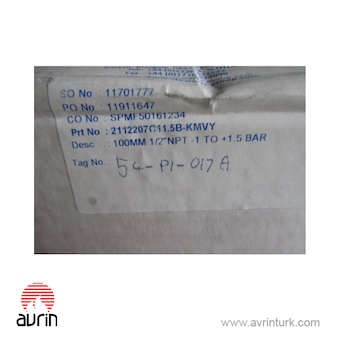 SO No : 11701777
PO No : 11911647
CO No : SPMF50161234
Prt No : 2112207C11.5B-KMVY
Desc : 100MM 1/2"NPT -1 TO +1.5 BAR
Tag No : 54-PI-017A
avrin
www.avrinturk.com